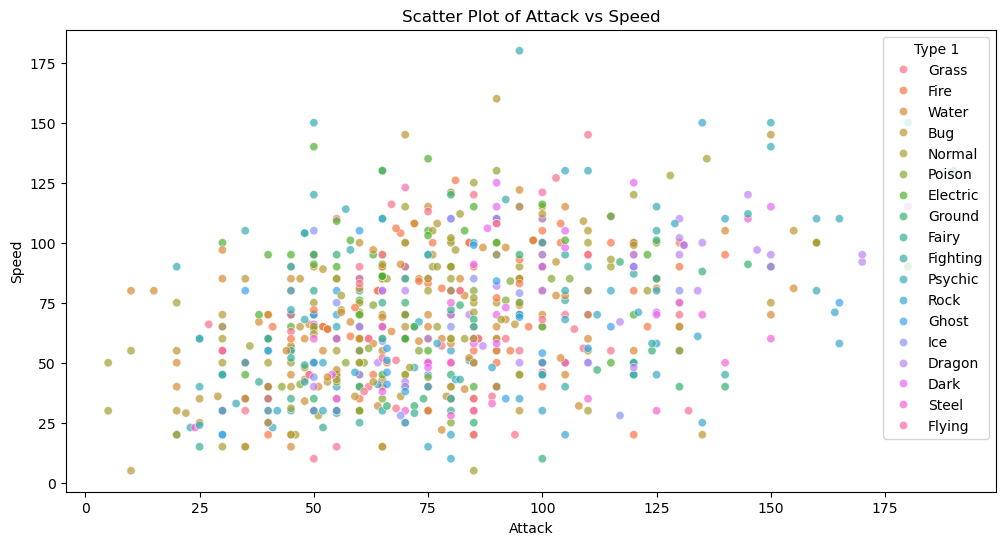 Scatter Plot of Attack vs Speed
Speed
175
150
125
100
75
50
25
0
0 25 50 75 100 125 150 175
Attack
Type 1
Grass
Fire
Water
Bug
Normal
Poison
Electric
Ground
Fairy
Fighting
Psychic
Rock
Ghost
Ice
Dragon
Dark
Steel
Flying